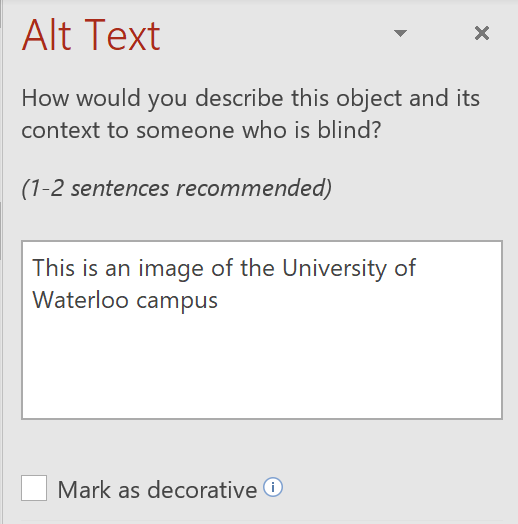 Alt Text
How would you describe this object and its
context to someone who is blind?
(1-2 sentences recommended)
This is an image of the University of
Waterloo campus
Mark as decorative